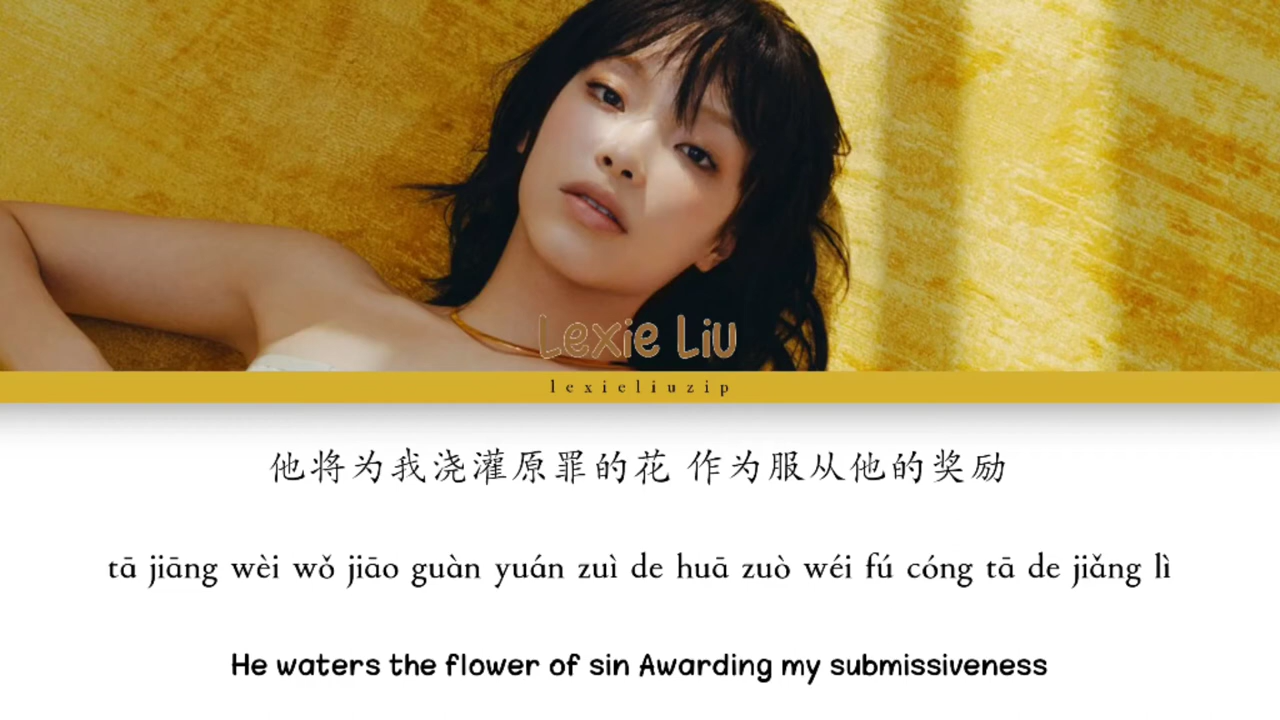 Lexie Liu
lexieliuzip
他将为我浇灌原罪的花 作为服从他的奖励
tā jiāng wèi wǒ jiāo guàn yuán zuì de huā zuò wéi fú cóng tā de jiǎng lì
He waters the flower of sin Awarding my submissiveness